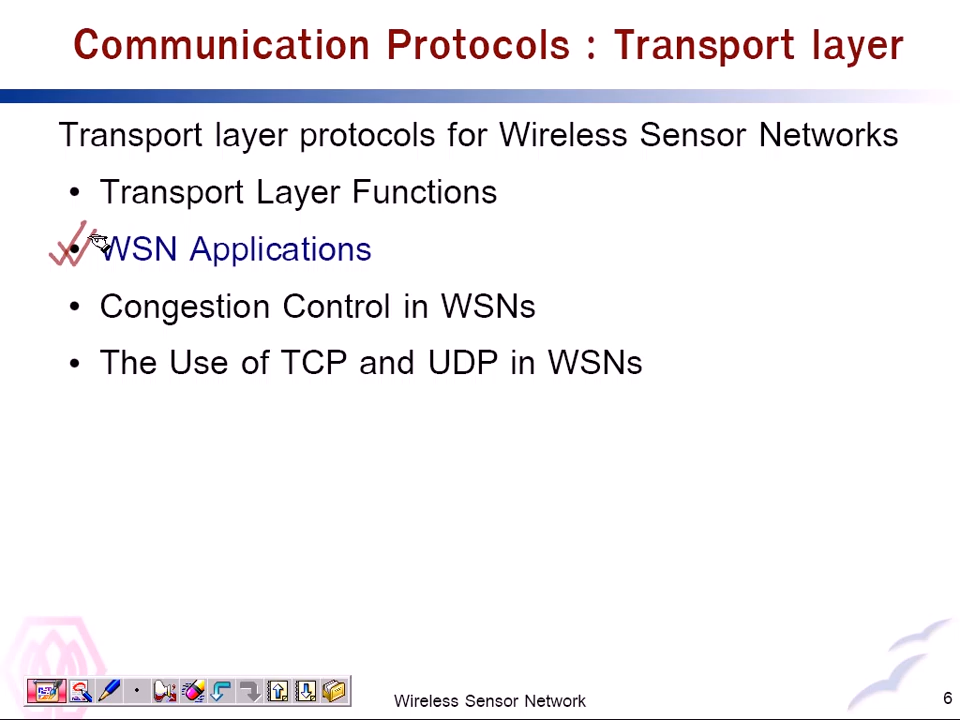 Communication Protocols : Transport layer
Transport layer protocols for Wireless Sensor Networks
• Transport Layer Functions
• WSN Applications
• Congestion Control in WSNs
• The Use of TCP and UDP in WSNs
Wireless Sensor Network
6